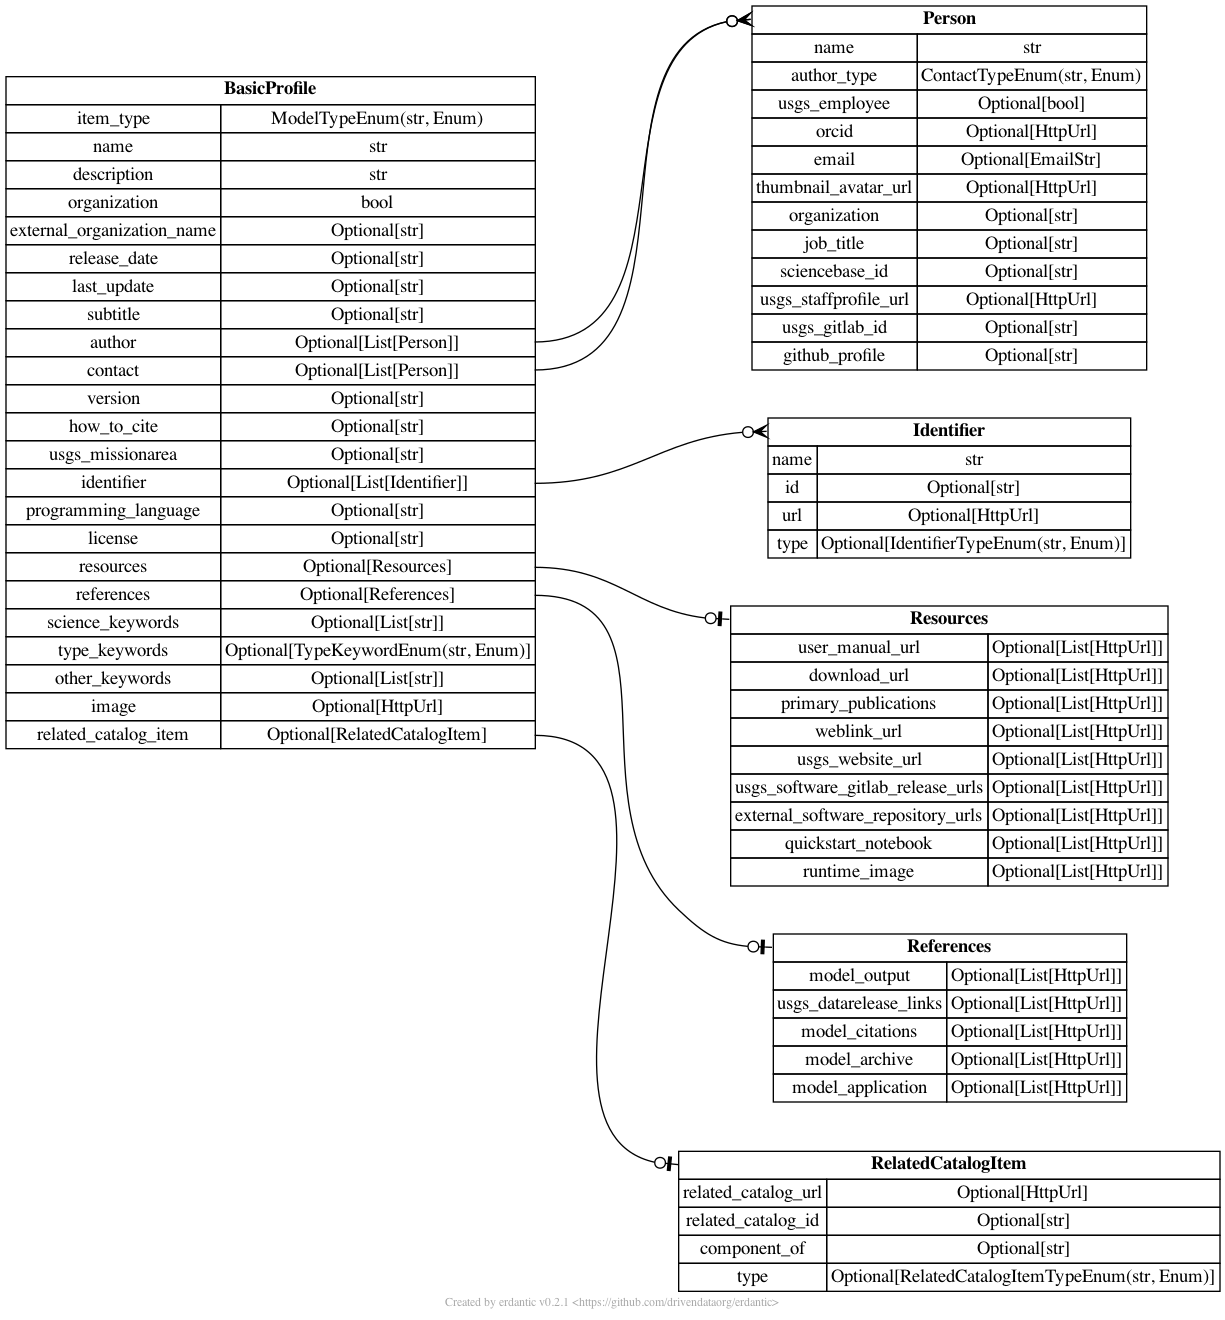 BasicProfile
item_type ModelTypeEnum(str, Enum)
name str
description str
organization bool
external_organization_name Optional[str]
release_date Optional[str]
last_update Optional[str]
subtitle Optional[str]
author Optional[List[Person]]
contact Optional[List[Person]]
version Optional[str]
how_to_cite Optional[str]
usgs_missionarea Optional[str]
identifier Optional[List[Identifier]]
programming_language Optional[str]
license Optional[str]
resources Optional[Resources]
references Optional[References]
science_keywords Optional[List[str]]
type_keywords Optional[TypeKeywordEnum(str, Enum)]
other_keywords Optional[List[str]]
image Optional[HttpUrl]
related_catalog_item Optional[RelatedCatalogItem]
Person
name str
author_type ContactTypeEnum(str, Enum)
usgs_employee Optional[bool]
orcid Optional[HttpUrl]
email Optional[EmailStr]
thumbnail_avatar_url Optional[HttpUrl]
organization Optional[str]
job_title Optional[str]
sciencebase_id Optional[str]
usgs_staffprofile_url Optional[HttpUrl]
usgs_gitlab_id Optional[str]
github_profile Optional[str]
Identifier
name str
id Optional[str]
url Optional[HttpUrl]
type Optional[IdentifierTypeEnum(str, Enum)]
Resources
user_manual_url Optional[List[HttpUrl]]
download_url Optional[List[HttpUrl]]
primary_publications Optional[List[HttpUrl]]
weblink_url Optional[List[HttpUrl]]
usgs_website_url Optional[List[HttpUrl]]
usgs_software_gitlab_release_urls Optional[List[HttpUrl]]
external_software_repository_urls Optional[List[HttpUrl]]
quickstart_notebook Optional[List[HttpUrl]]
runtime_image Optional[List[HttpUrl]]
References
model_output Optional[List[HttpUrl]]
usgs_datarelease_links Optional[List[HttpUrl]]
model_citations Optional[List[HttpUrl]]
model_archive Optional[List[HttpUrl]]
model_application Optional[List[HttpUrl]]
RelatedCatalogItem
related_catalog_url Optional[HttpUrl]
related_catalog_id Optional[str]
component_of Optional[str]
type Optional[RelatedCatalogItemTypeEnum(str, Enum)]
Created by erdantic v0.2.1 <https://github.com/drivendataorg/erdantic>